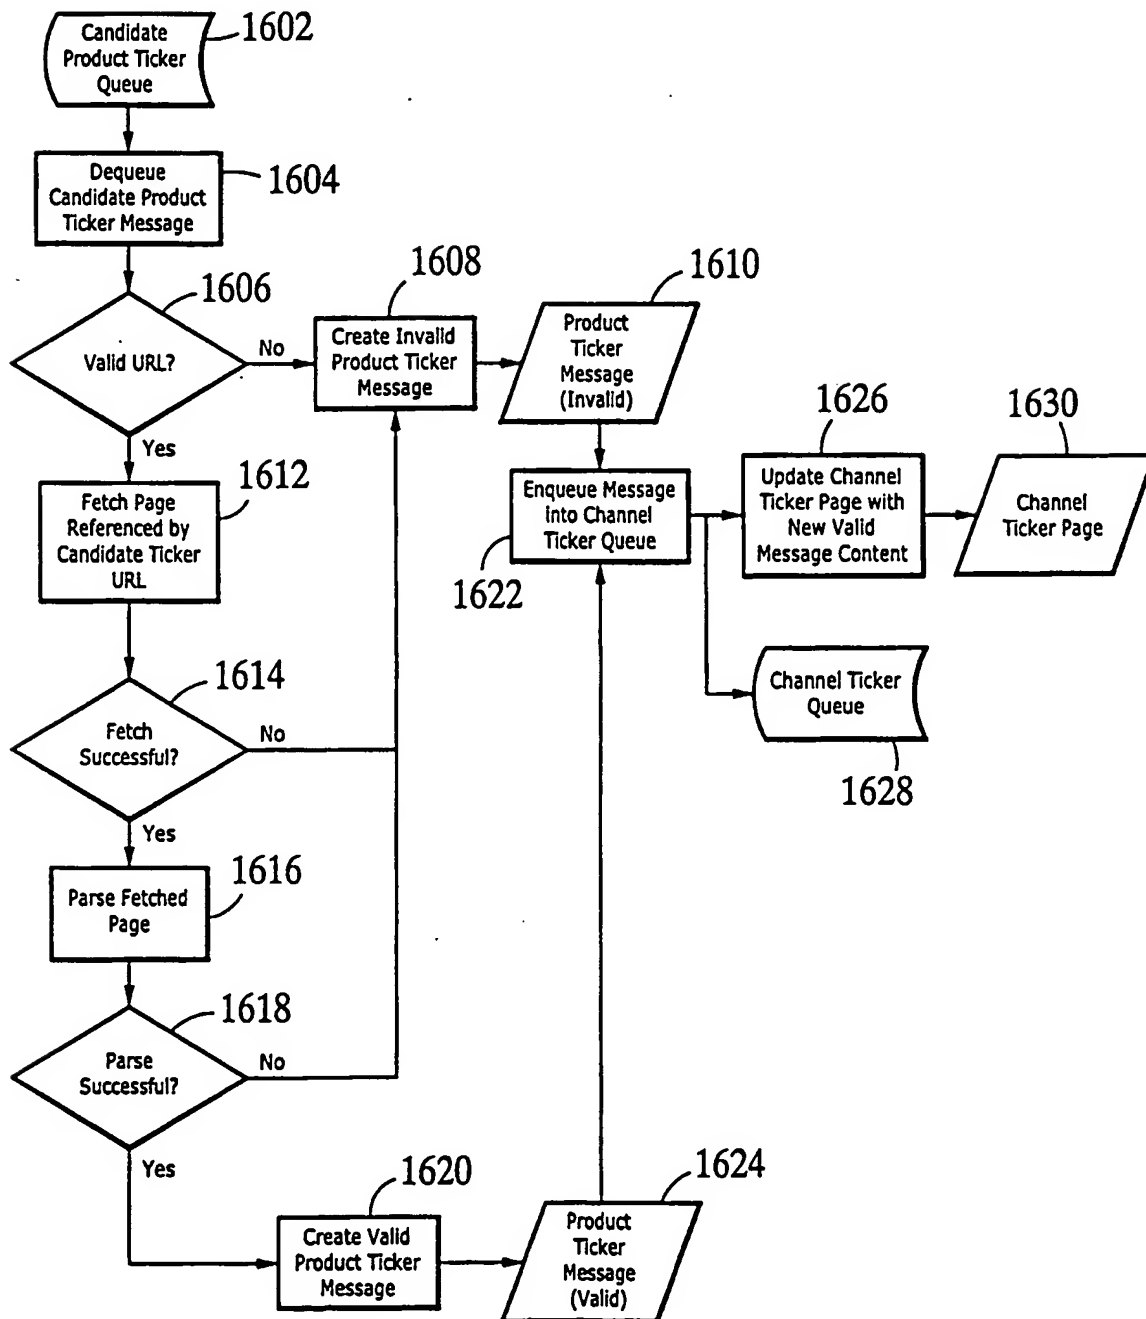 Candidate
Product Ticker
Queue
1602
Dequeue
Candidate Product
Ticker Message
1604
Valid URL?
1606
No
Yes
Create Invalid
Product Ticker
Message
1608
Product
Ticker
Message
(Invalid)
1610
Fetch Page
Referenced by
Candidate Ticker
URL
1612
Enqueue Message
into Channel
Ticker Queue
1622
Update Channel
Ticker Page with
New Valid
Message Content
1626
Channel
Ticker Page
1630
Channel Ticker
Queue
1628
Fetch
Successful?
1614
No
Yes
Parse Fetched
Page
1616
Parse
Successful?
1618
No
Yes
Create Valid
Product Ticker
Message
1620
Product
Ticker
Message
(Valid)
1624